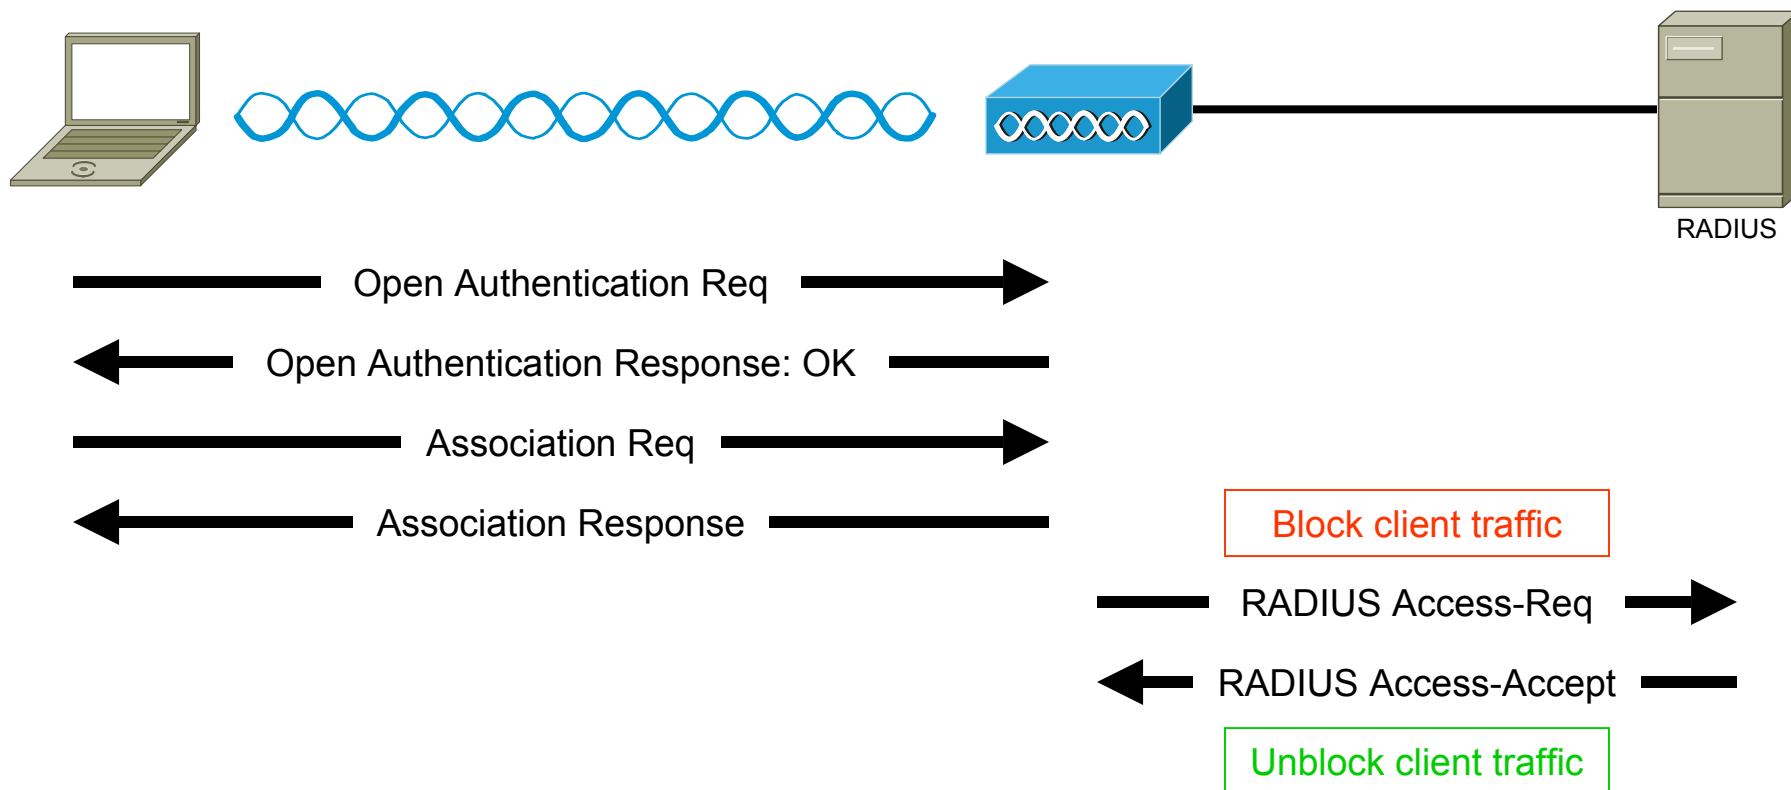 RADIUS
Open Authentication Req
Open Authentication Response: OK
Association Req
Association Response
Block client traffic
RADIUS Access-Req
RADIUS Access-Accept
Unblock client traffic